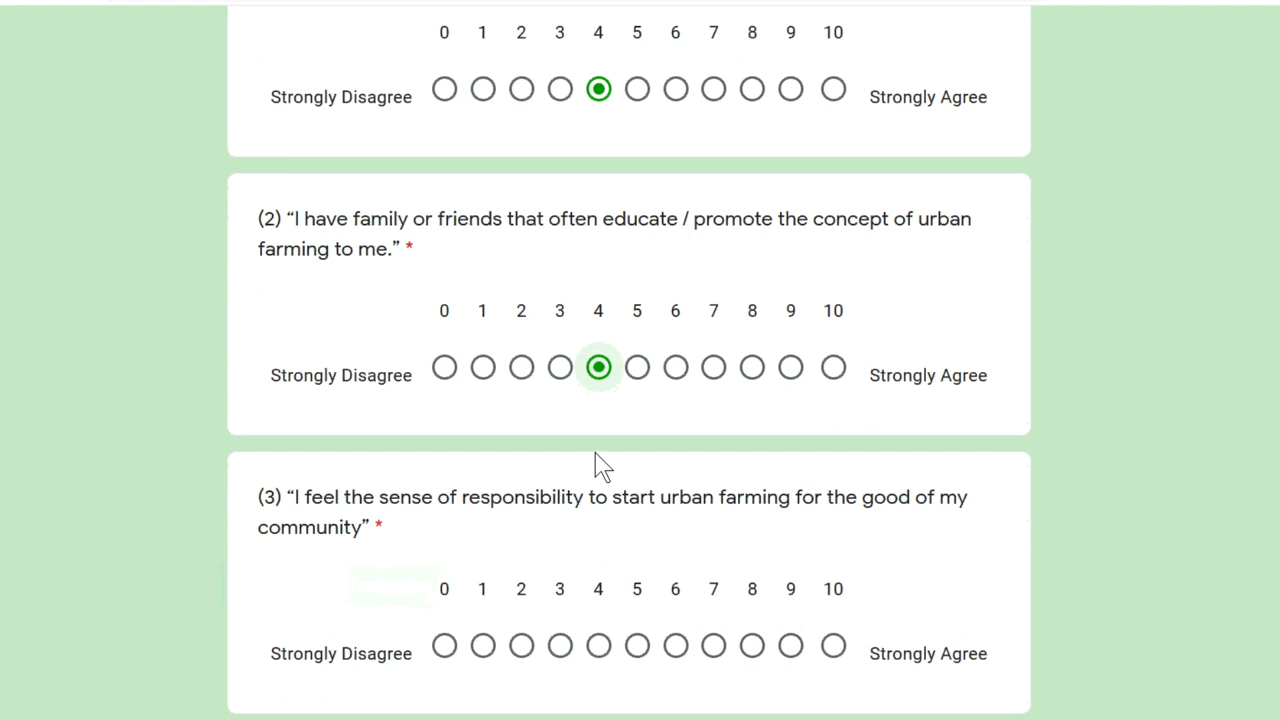 0 1 2 3 4 5 6 7 8 9 10
Strongly Disagree Strongly Agree
(2) “I have family or friends that often educate / promote the concept of urban
farming to me.” *
0 1 2 3 4 5 6 7 8 9 10
Strongly Disagree Strongly Agree
(3) “I feel the sense of responsibility to start urban farming for the good of my
community” *
0 1 2 3 4 5 6 7 8 9 10
Strongly Disagree Strongly Agree